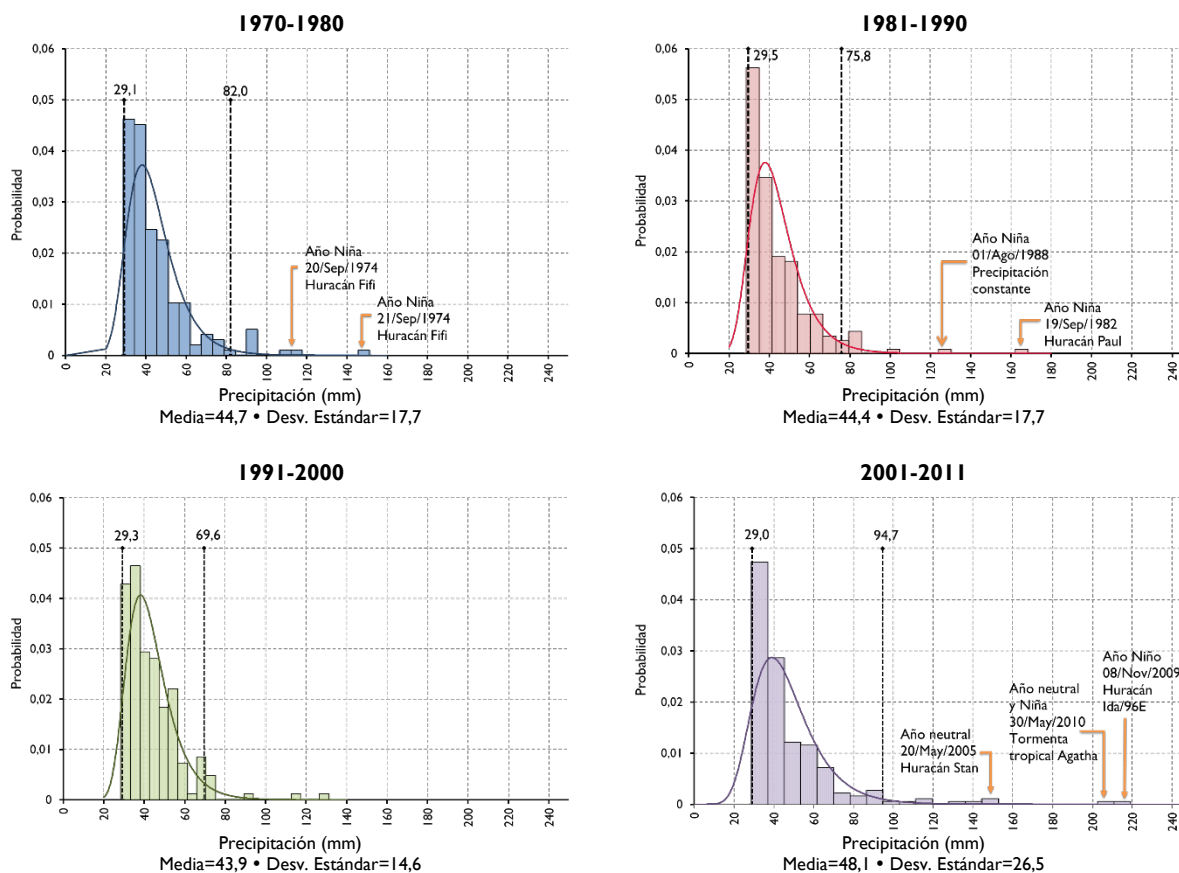 1970-1980
0,06
0,05
0,04
0,03
0,02
0,01
0
Probabilidad
29,1
82,0
Año Niña
20/Sep/1974
Huracán Fifi
Año Niña
21/Sep/1974
Huracán Fifi
0
20
40
60
80
100
120
140
160
180
200
220
240
Precipitación (mm)
Media=44,7 • Desv. Estándar=17,7
1981-1990
0,06
0,05
0,04
0,03
0,02
0,01
0
Probabilidad
29,5
75,8
Año Niña
01/Ago/1988
Precipitación
constante
Año Niña
19/Sep/1982
Huracán Paul
0
20
40
60
80
100
120
140
160
180
200
220
240
Precipitación (mm)
Media=44,4 • Desv. Estándar=17,7
1991-2000
0,06
0,05
0,04
0,03
0,02
0,01
0
Probabilidad
29,3
69,6
0
20
40
60
80
100
120
140
160
180
200
220
240
Precipitación (mm)
Media=43,9 • Desv. Estándar=14,6
2001-2011
0,06
0,05
0,04
0,03
0,02
0,01
0
Probabilidad
29,0
94,7
Año neutral
20/May/2005
Huracán Stan
Año neutral
y Niña
30/May/2010
Tormenta
tropical Agatha
Año Niño
08/Nov/2009
Huracán
Ida/96E
0
20
40
60
80
100
120
140
160
180
200
220
240
Precipitación (mm)
Media=48,1 • Desv. Estándar=26,5